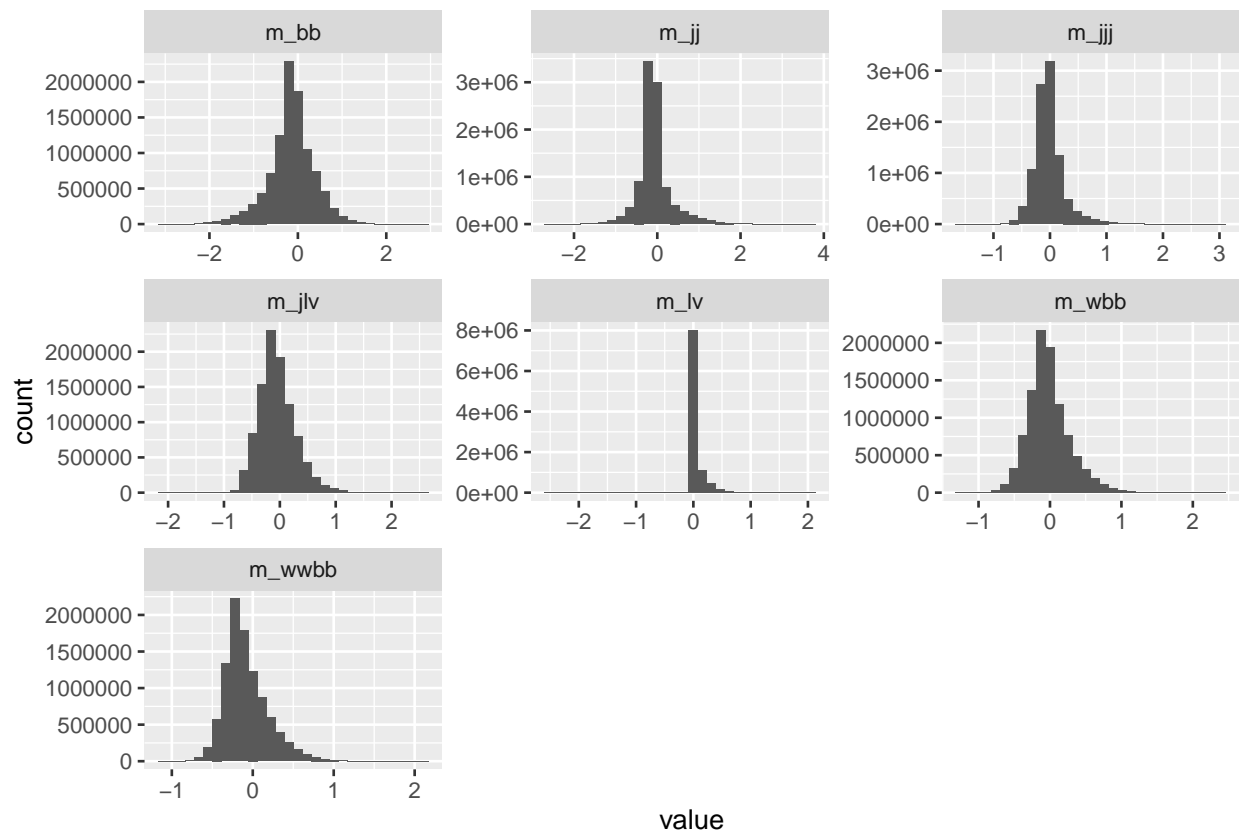 m_bb
m_jj
m_jjj
2000000
1500000
1000000
500000
0
3e+06
2e+06
1e+06
0e+00
3e+06
2e+06
1e+06
0e+00
−2 0 2
−2 0 2 4
−1 0 1 2 3
m_jlv
m_lv
m_wbb
2000000
1500000
1000000
500000
0
8e+06
6e+06
4e+06
2e+06
0e+00
2000000
1500000
1000000
500000
0
−2 −1 0 1 2
−2 −1 0 1 2
−1 0 1 2
m_wwbb
2000000
1500000
1000000
500000
0
−1 0 1 2
count
value